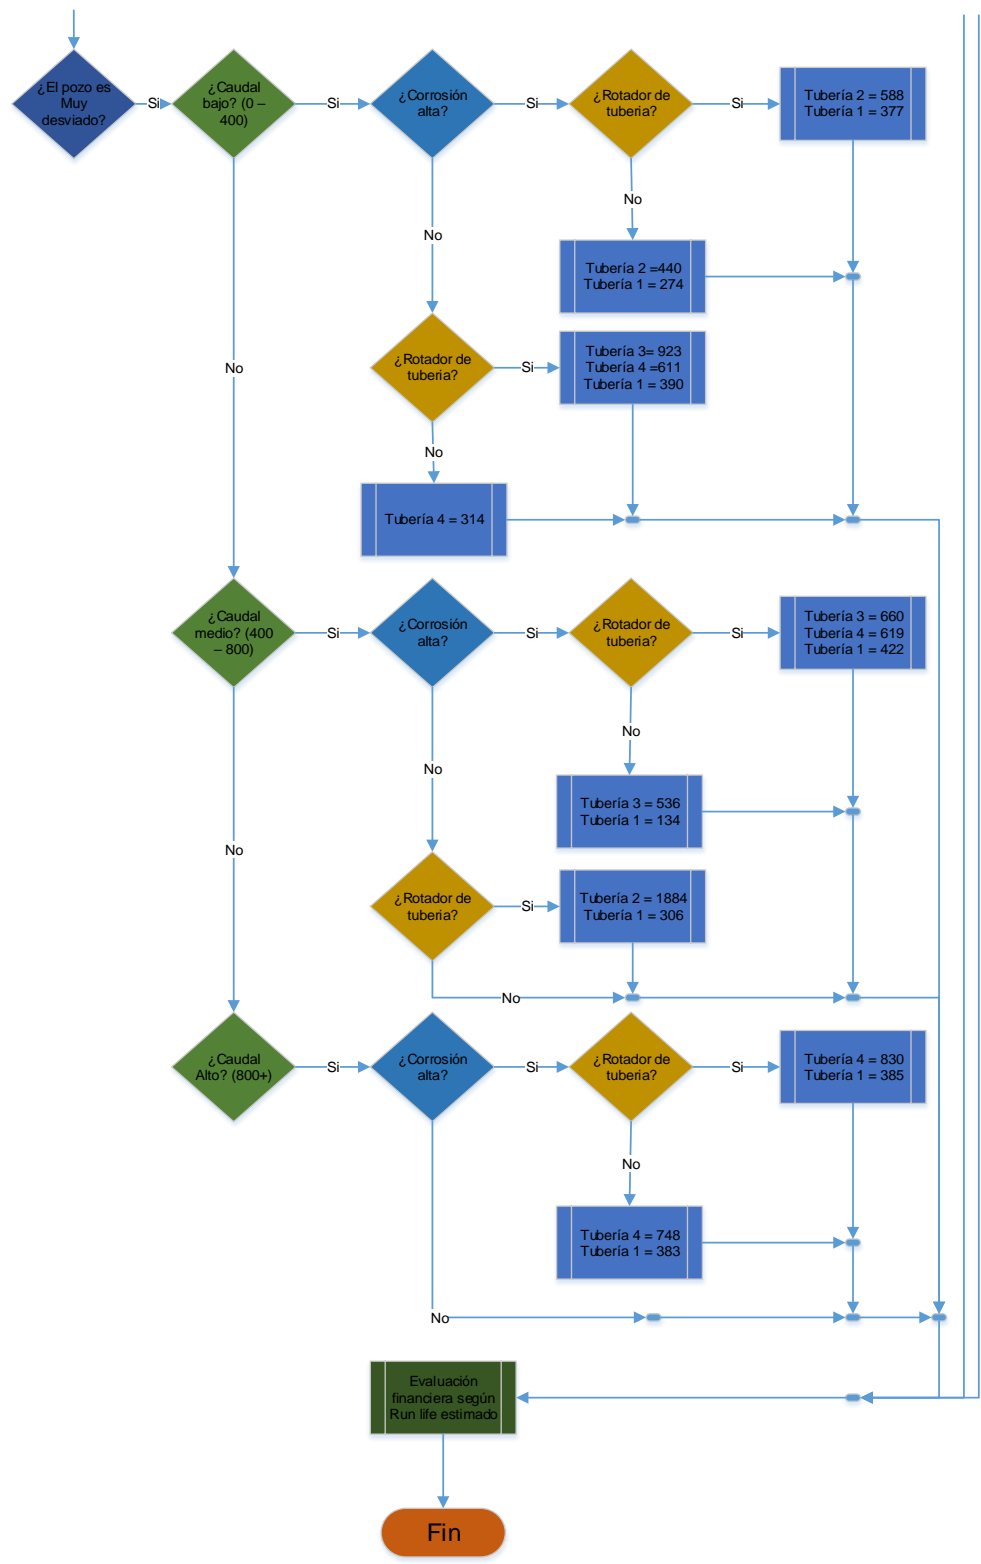 ¿El pozo es
Muy
desviado?
Si
¿Caudal
bajo? (0 –
400)
Si
¿Corrosión
alta?
Si
¿Rotador de
tuberia?
Si
Tubería 2 = 588
Tubería 1 = 377
No
Tubería 2 =440
Tubería 1 = 274
No
¿Rotador de
tuberia?
Si
Tubería 3= 923
Tubería 4 =611
Tubería 1 = 390
No
No
Tubería 4 = 314
¿Caudal
medio? (400
– 800)
Si
¿Corrosión
alta?
Si
¿Rotador de
tuberia?
Si
Tubería 3 = 660
Tubería 4 = 619
Tubería 1 = 422
No
Tubería 3 = 536
Tubería 1 = 134
No
No
¿Rotador de
tuberia?
Si
Tubería 2 = 1884
Tubería 1 = 306
No
¿Caudal
Alto? (800+)
Si
¿Corrosión
alta?
Si
¿Rotador de
tuberia?
Si
Tubería 4 = 830
Tubería 1 = 385
No
Tubería 4 = 748
Tubería 1 = 383
No
Evaluación
financiera según
Run life estimado
Fin